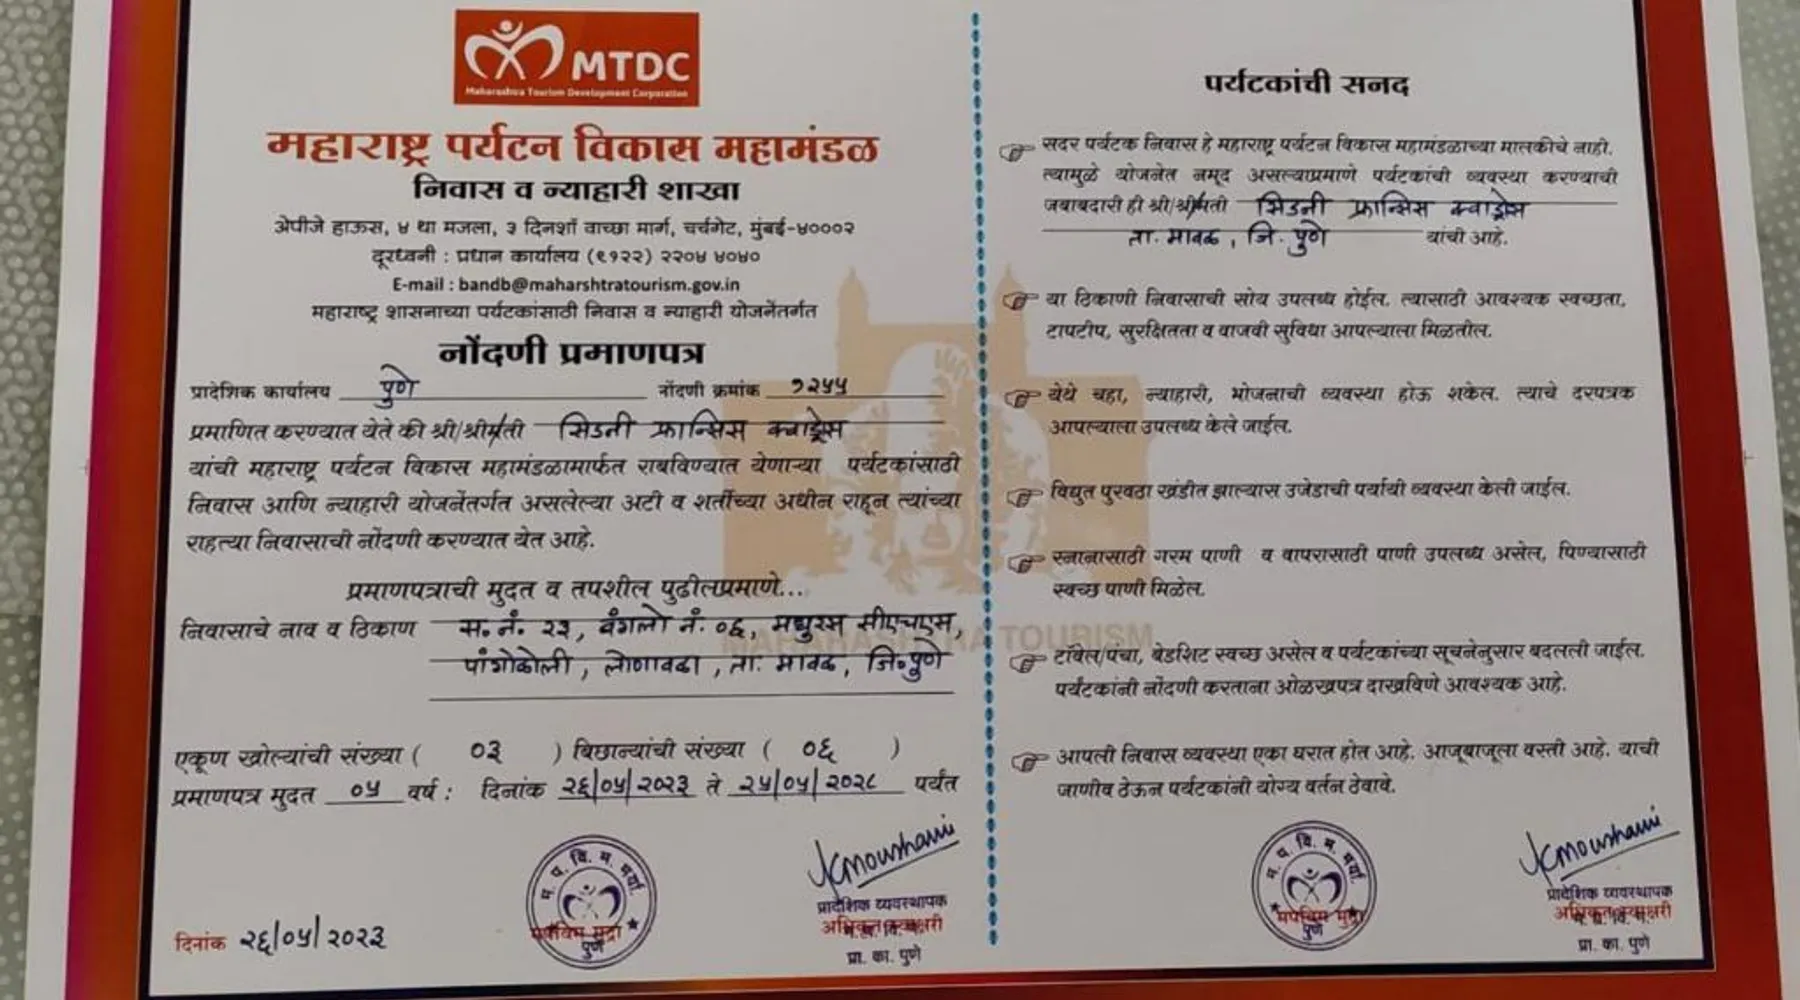 MTDC
Maharashtra Tourism Development Corporation
महाराष्ट्र पर्यटन विकास महामंडळ
निवास व न्याहारी शाखा
अेपीजे हाऊस, ४ था मजला, ३ दिनशॉ वाच्छा मार्ग, चर्चगेट, मुंबई-४०००२
दूरध्वनी : प्रधान कार्यालय (९१२२) २२०४ ४०४०
E-mail : bandb@maharshtratourism.gov.in
महाराष्ट्र शासनाच्या पर्यटकांसाठी निवास व न्याहारी योजनेंतर्गत
नोंदणी प्रमाणपत्र
प्रादेशिक कार्यालय पुणे नोंदणी क्रमांक १२५५
प्रमाणित करण्यात येते की श्री/श्रीमती सिडनी फ्रान्सिस क्वाड्रोस
यांची महाराष्ट्र पर्यटन विकास महामंडळामार्फत राबविण्यात येणाऱ्या पर्यटकांसाठी
निवास आणि न्याहारी योजनेंतर्गत असलेल्या अटी व शर्तीच्या अधीन राहून त्यांच्या
राहत्या निवासाची नोंदणी करण्यात येत आहे.
प्रमाणपत्राची मुदत व तपशील पुढीलप्रमाणे...
निवासाचे नाव व ठिकाण स. नं. २३, बंगलो नं. ०६, मधुरस सीएचएस,
पांगोळोली, लोणावळा, ता. मावळ, जि. पुणे
एकूण खोल्यांची संख्या ( ०३ ) बिछान्यांची संख्या ( ०६ )
प्रमाणपत्र मुदत ०५ वर्ष : दिनांक २६/०५/२०२३ ते २५/०५/२०२८ पर्यंत
म. प. वि. म. मर्या.
मपविम मुद्रा
पुणे
प्रादेशिक व्यवस्थापक
प्रा. का. पुणे
दिनांक २६/०५/२०२३
पर्यटकांची सनद
सदर पर्यटक निवास हे महाराष्ट्र पर्यटन विकास महामंडळाच्या मालकीचे नाही.
त्यामुळे योजनेत नमूद असल्याप्रमाणे पर्यटकांची व्यवस्था करण्याची
जबाबदारी ही श्री/श्रीमती सिडनी फ्रान्सिस क्वाड्रोस
ता. मावळ, जि. पुणे यांची आहे.
या ठिकाणी निवासाची सोय उपलब्ध होईल. त्यासाठी आवश्यक स्वच्छता,
टापटीप, सुरक्षितता व वाजवी सुविधा आपल्याला मिळतील.
येथे चहा, न्याहारी, भोजनाची व्यवस्था होऊ शकेल. त्याचे दरपत्रक
आपल्याला उपलब्ध केले जाईल.
विद्युत पुरवठा खंडीत झाल्यास उजेडाची पर्यायी व्यवस्था केली जाईल.
स्नानासाठी गरम पाणी व वापरासाठी पाणी उपलब्ध असेल, पिण्यासाठी
स्वच्छ पाणी मिळेल.
टॉवेल/पंचा, बेडशिट स्वच्छ असेल व पर्यटकांच्या सूचनेनुसार बदलली जाईल.
पर्यटकांनी नोंदणी करताना ओळखपत्र दाखविणे आवश्यक आहे.
आपली निवास व्यवस्था एका घरात होत आहे. आजूबाजूला वस्ती आहे. याची
जाणीव ठेऊन पर्यटकांनी योग्य वर्तन ठेवावे.
म. प. वि. म. मर्या.
मपविम मुद्रा
पुणे
प्रादेशिक व्यवस्थापक
प्रा. का. पुणे
MAHARASHTRA TOURISM